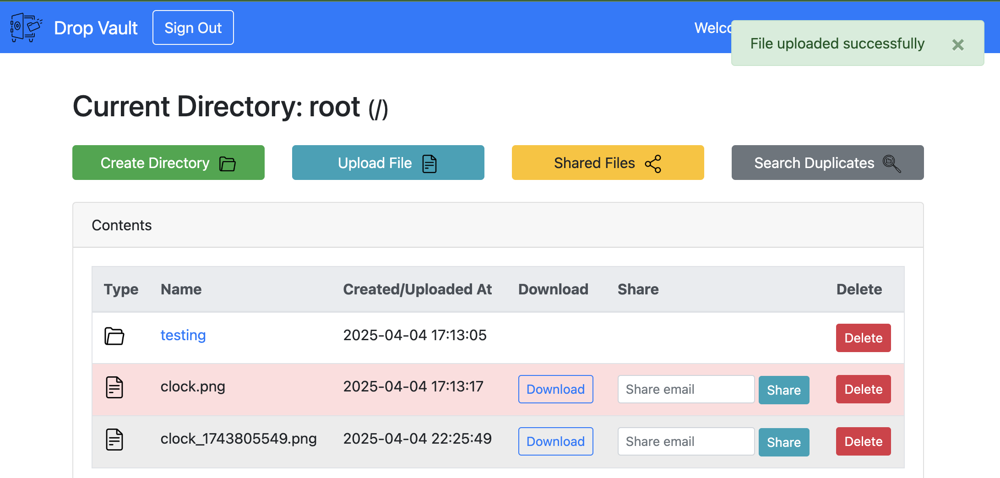 Drop Vault
Sign Out
File uploaded successfully ×
Current Directory: root (/)
Create Directory
Upload File
Shared Files
Search Duplicates
Contents
Type Name Created/Uploaded At Download Share Delete
testing 2025-04-04 17:13:05 Delete
clock.png 2025-04-04 17:13:17 Download Share email Share Delete
clock_1743805549.png 2025-04-04 22:25:49 Download Share email Share Delete